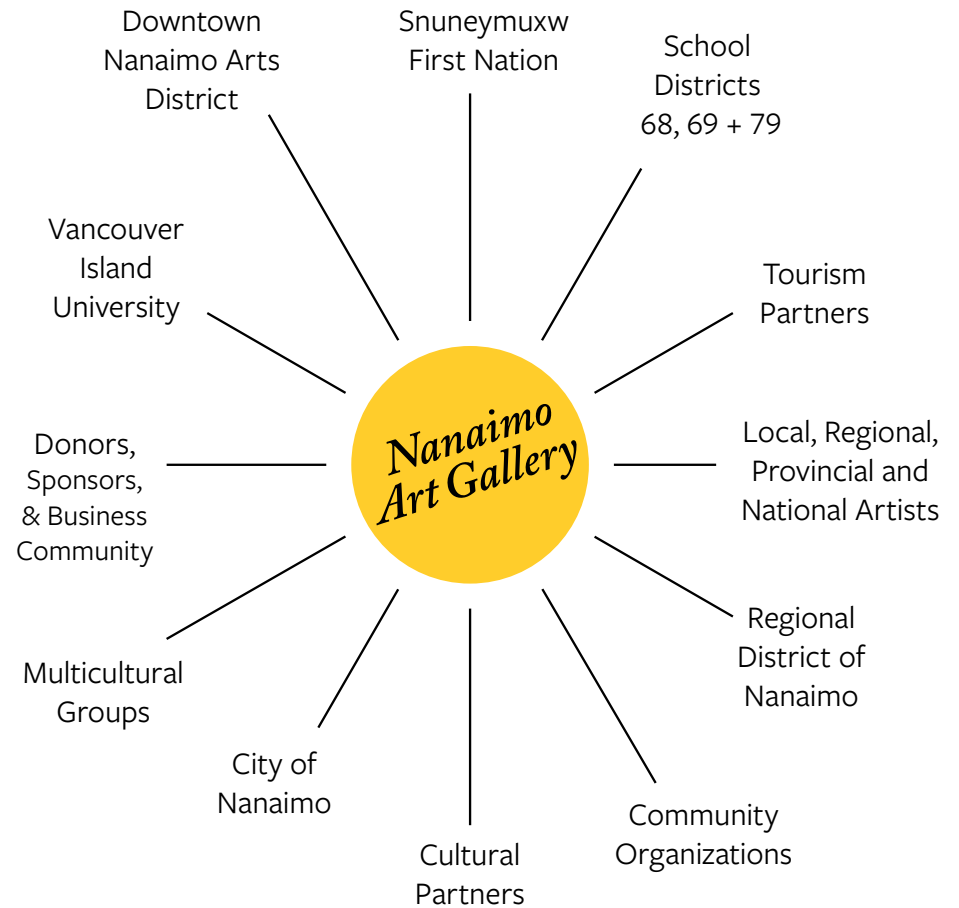 Downtown
Nanaimo Arts
District
Snuneymuxw
First Nation
School
Districts
68, 69 + 79
Vancouver
Island
University
Tourism
Partners
Nanaimo
Art Gallery
Donors,
Sponsors,
& Business
Community
Local, Regional,
Provincial and
National Artists
Multicultural
Groups
Regional
District of
Nanaimo
City of
Nanaimo
Community
Organizations
Cultural
Partners